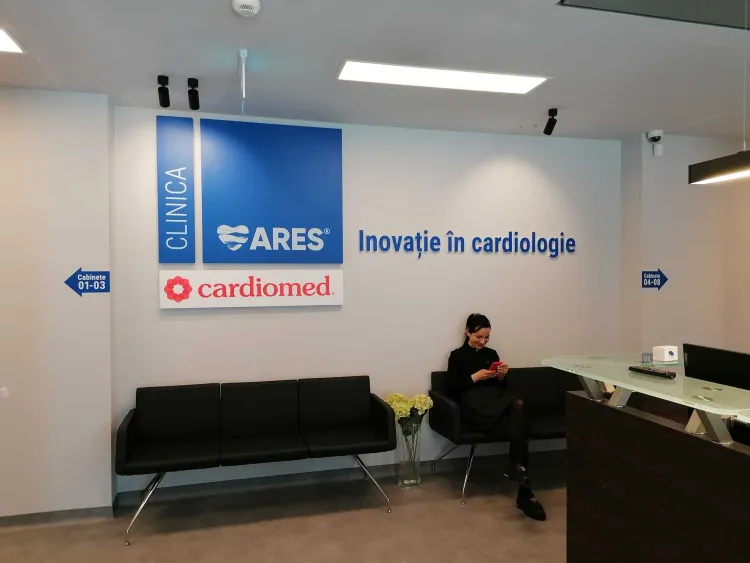 CLINICA
ARES®
Inovație în cardiologie
cardiomed®
Cabinete
01-03
Cabinete
04-08